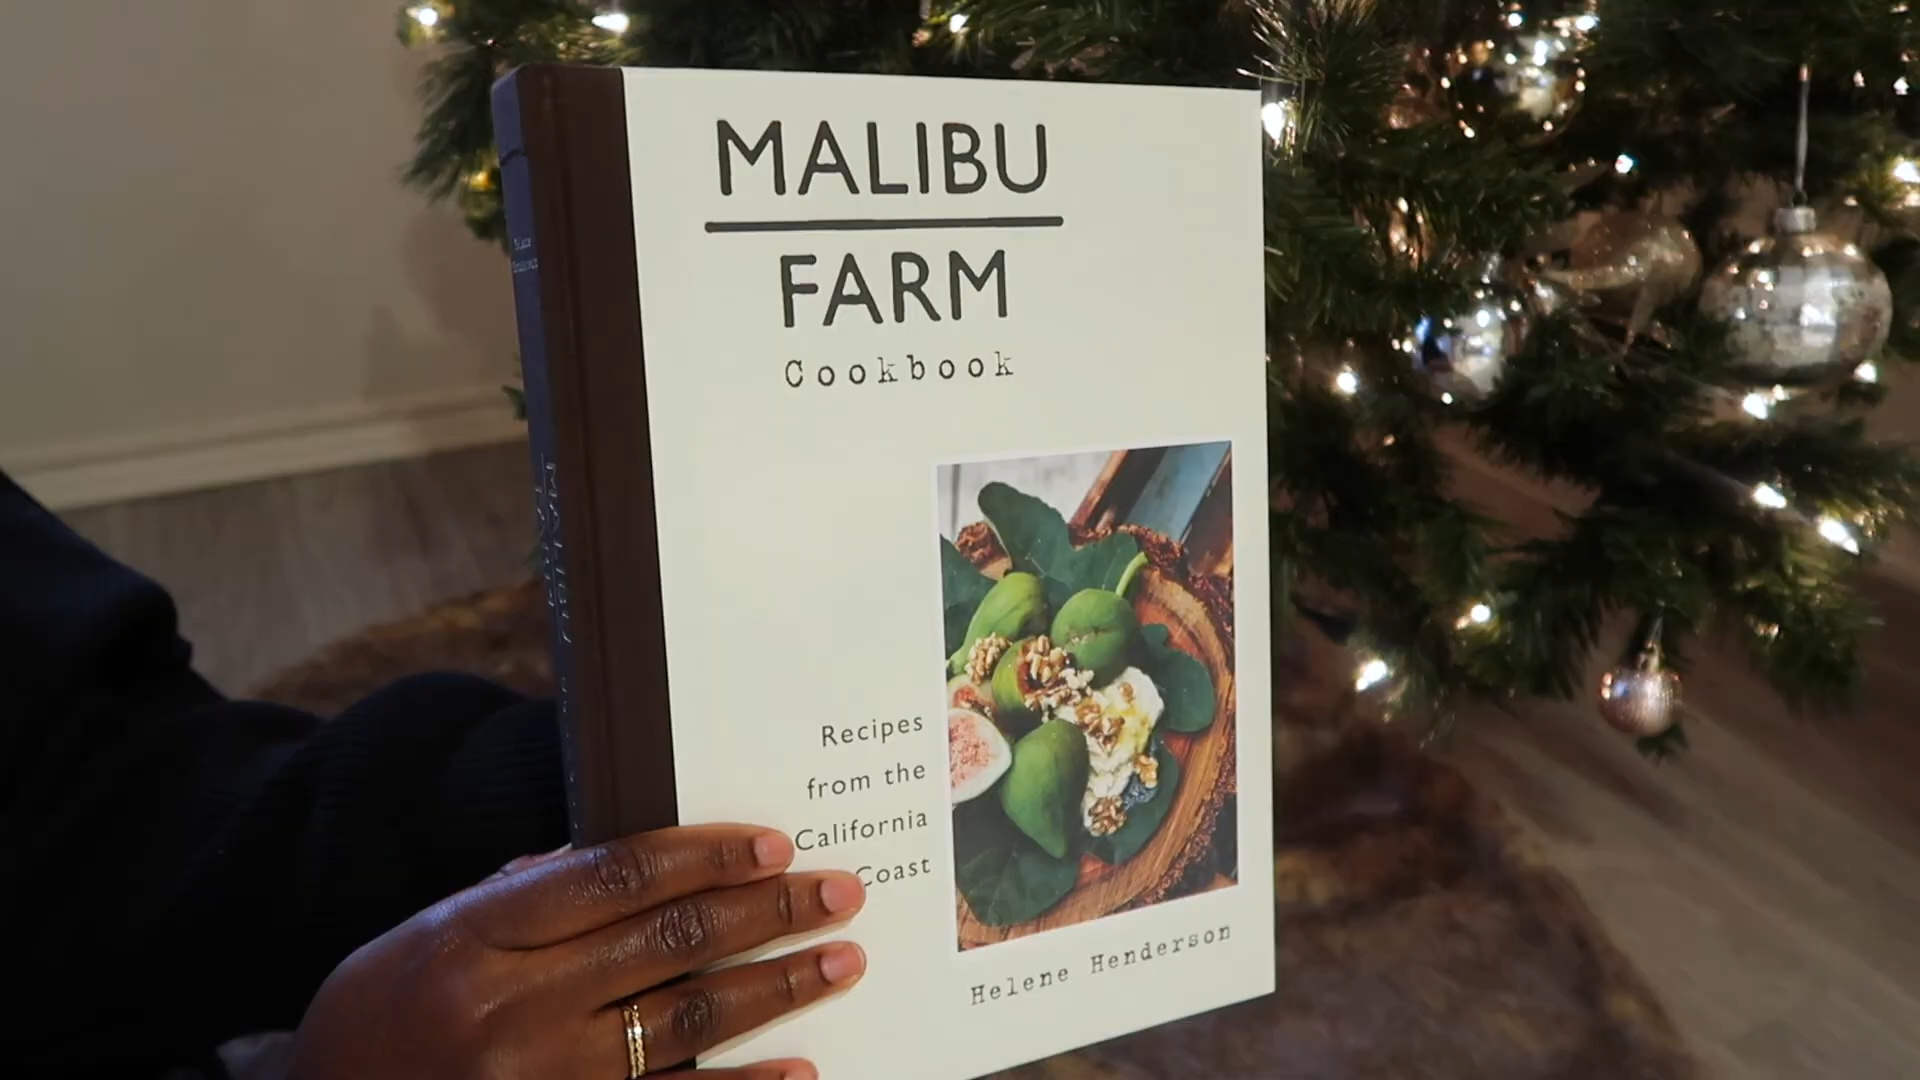 MALIBU
FARM
Cookbook
Recipes
from the
California
Coast
Helene Henderson